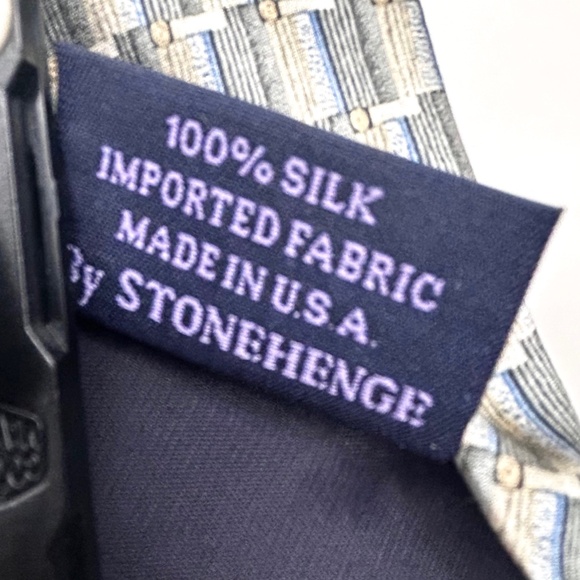 100% SILK
IMPORTED FABRIC
MADE IN U.S.A.
By STONEHENGE